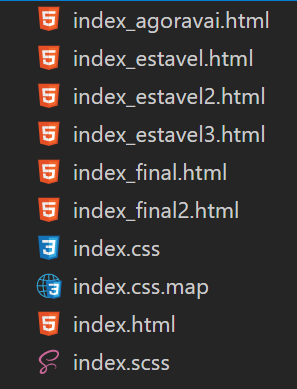 index_agoravai.html
index_estavel.html
index_estavel2.html
index_estavel3.html
index_final.html
index_final2.html
index.css
index.css.map
index.html
index.scss